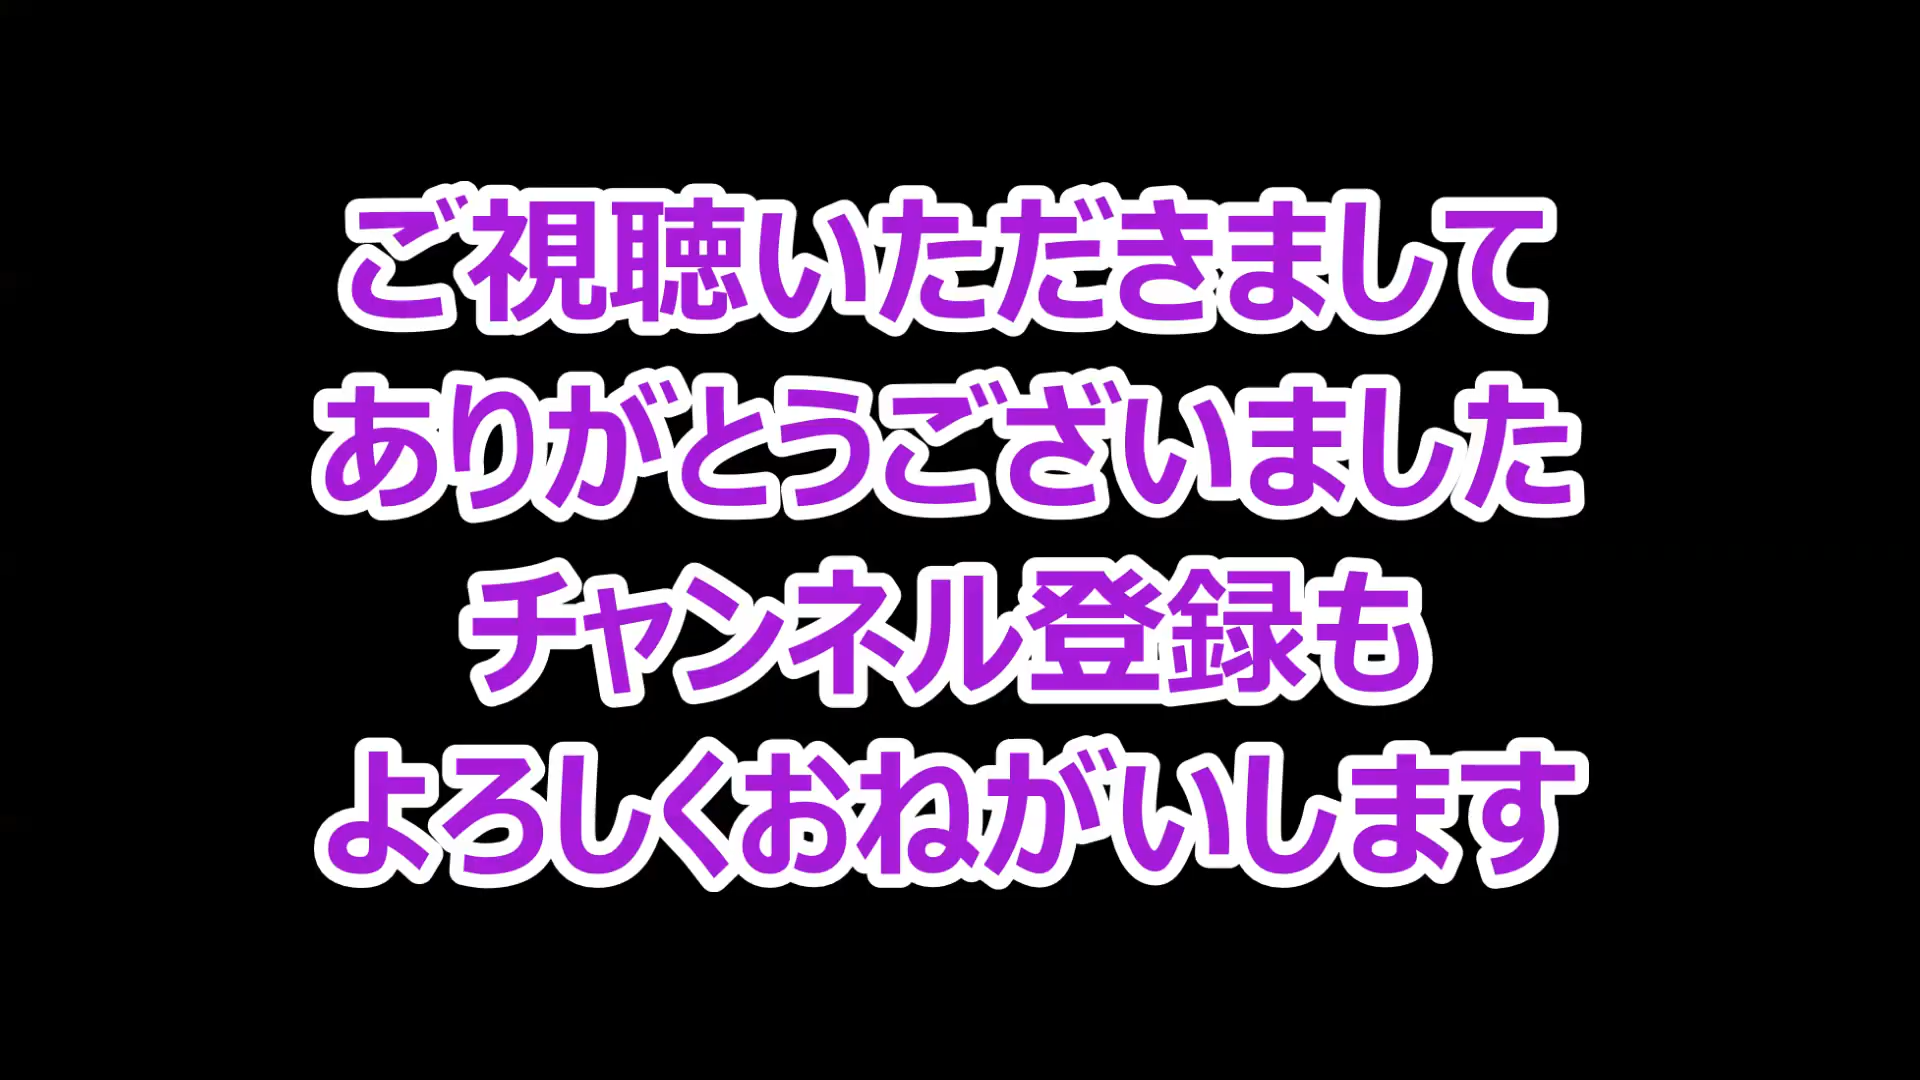 ご視聴いただきまして
ありがとうございました
チャンネル登録も
よろしくおねがいします